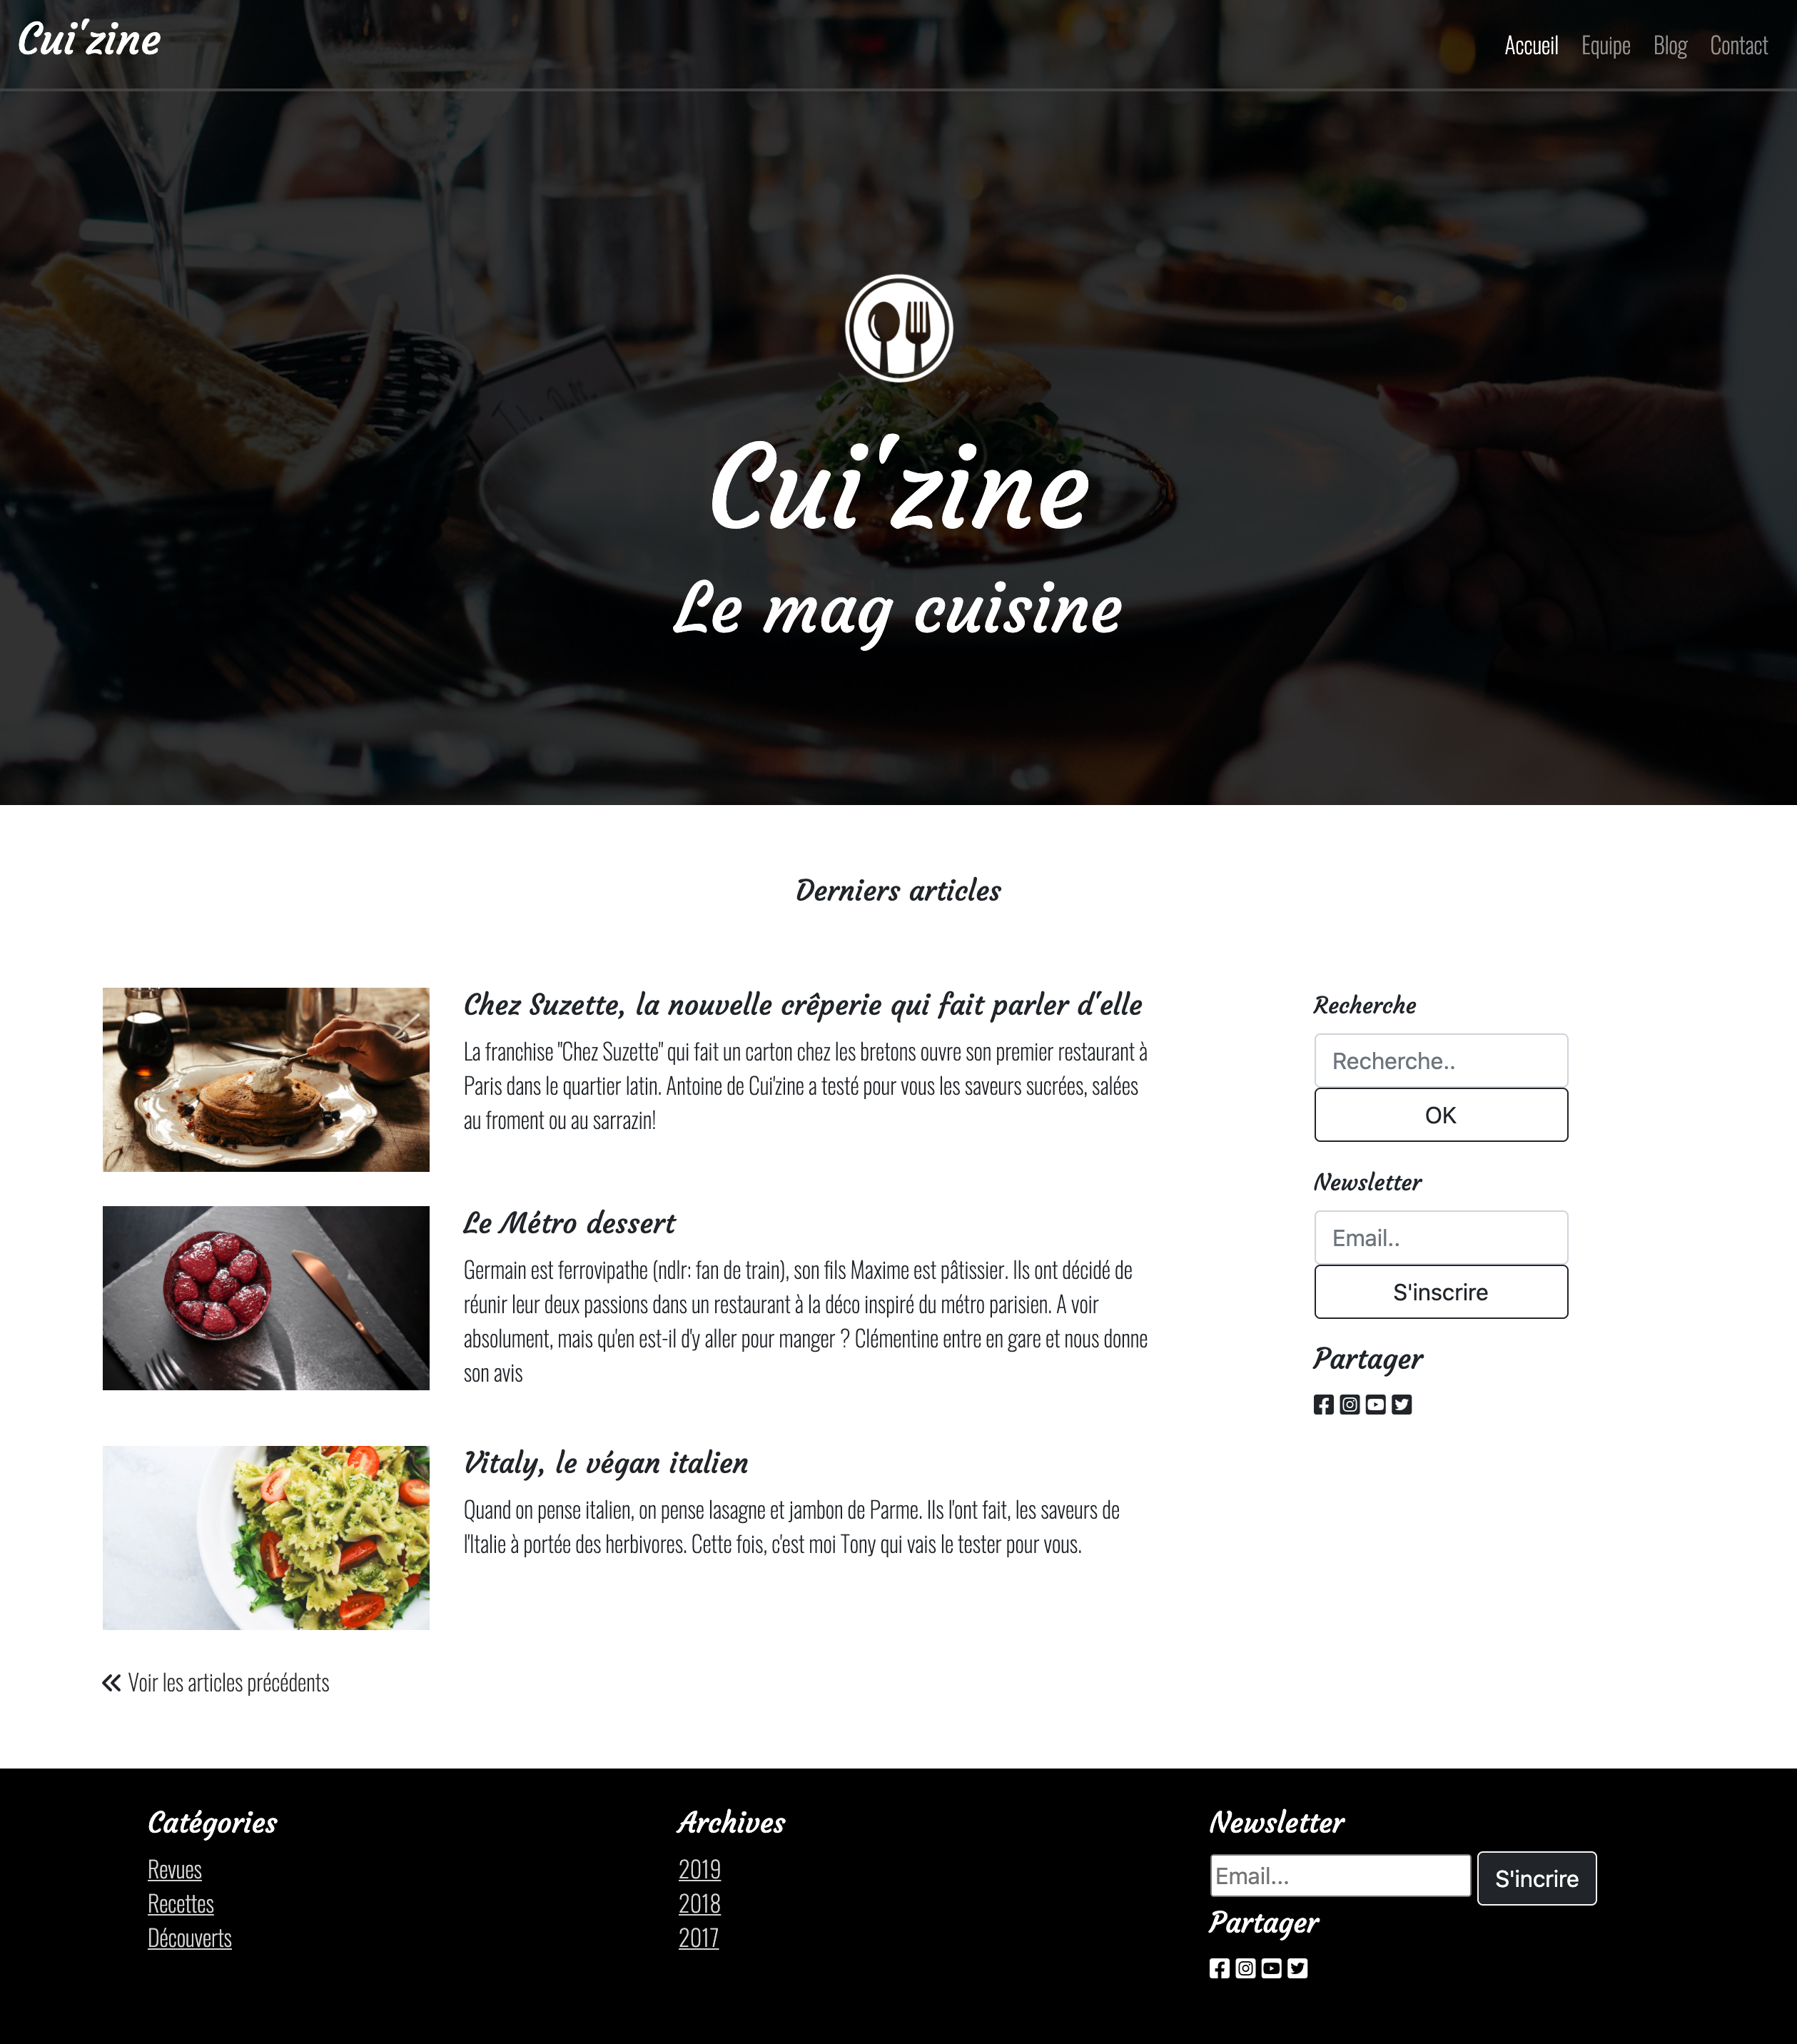 Cui'zine
Accueil Equipe Blog Contact
Cui'zine
Le mag cuisine
Derniers articles
Chez Suzette, la nouvelle crêperie qui fait parler d'elle
La franchise "Chez Suzette" qui fait un carton chez les bretons ouvre son premier restaurant à
Paris dans le quartier latin. Antoine de Cui'zine a testé pour vous les saveurs sucrées, salées
au froment ou au sarrazin!
Le Métro dessert
Germain est ferrovipathe (ndlr: fan de train), son fils Maxime est pâtissier. Ils ont décidé de
réunir leur deux passions dans un restaurant à la déco inspiré du métro parisien. A voir
absolument, mais qu'en est-il d'y aller pour manger ? Clémentine entre en gare et nous donne
son avis
Vitaly, le végan italien
Quand on pense italien, on pense lasagne et jambon de Parme. Ils l'ont fait, les saveurs de
l'Italie à portée des herbivores. Cette fois, c'est moi Tony qui vais le tester pour vous.
Voir les articles précédents
Recherche
Recherche..
OK
Newsletter
Email..
S'inscrire
Partager
Catégories
Revues
Recettes
Découverts
Archives
2019
2018
2017
Newsletter
Email...
S'incrire
Partager